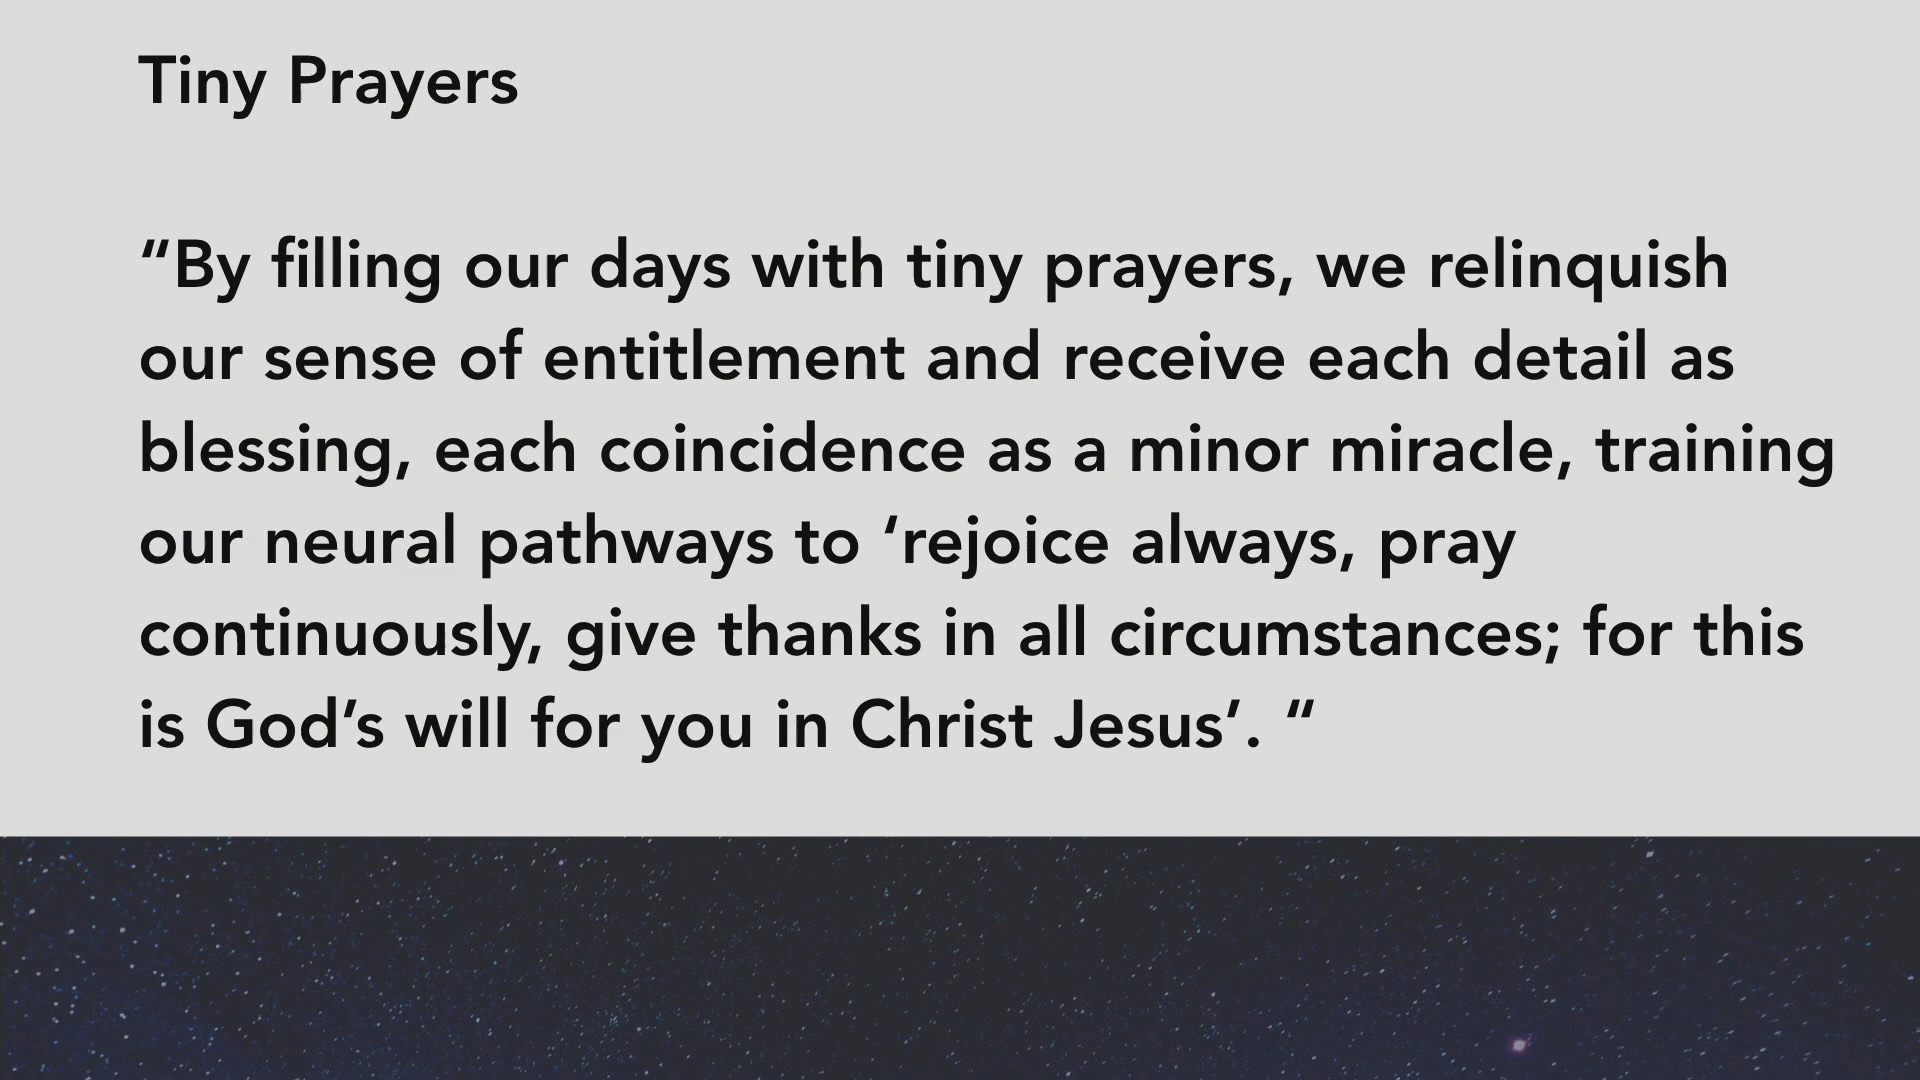 Tiny Prayers
“By filling our days with tiny prayers, we relinquish
our sense of entitlement and receive each detail as
blessing, each coincidence as a minor miracle, training
our neural pathways to ‘rejoice always, pray
continuously, give thanks in all circumstances; for this
is God’s will for you in Christ Jesus’. “